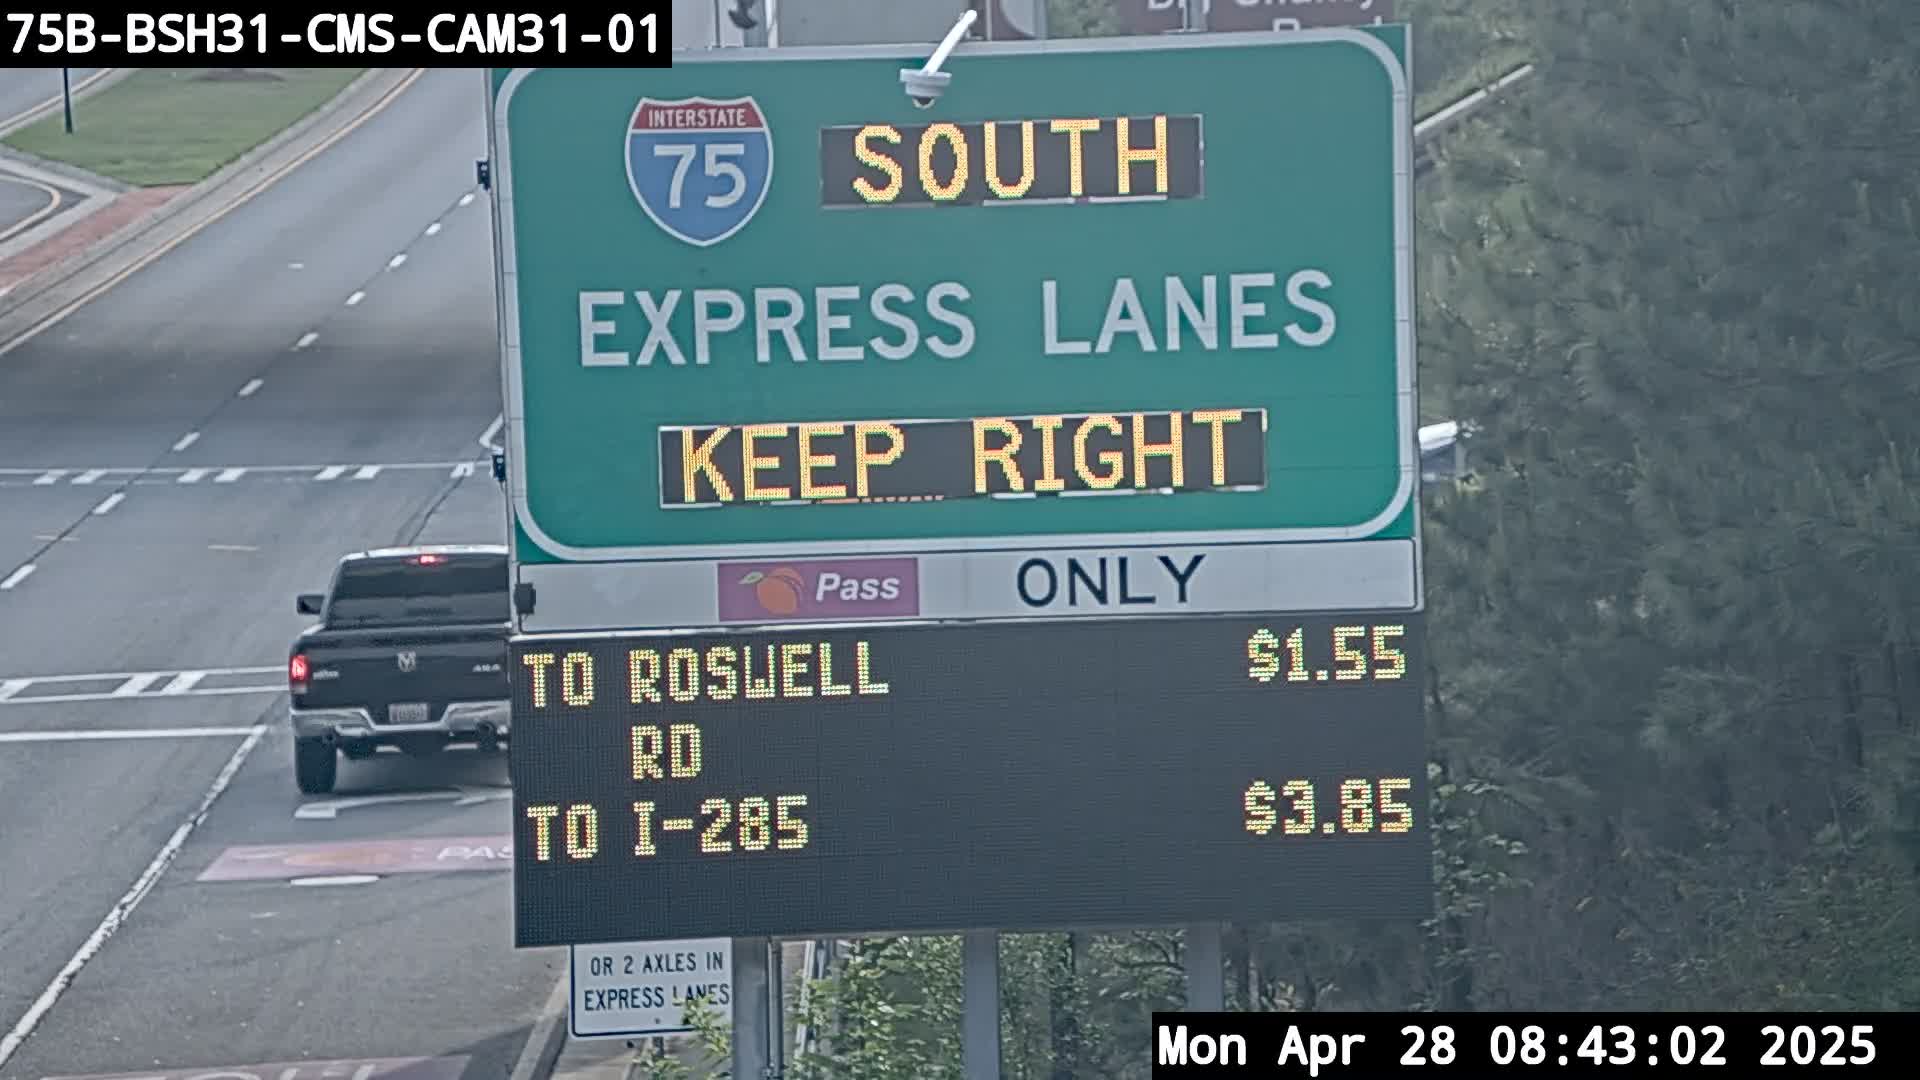 75B-BSH31-CMS-CAM31-01
INTERSTATE
75
SOUTH
EXPRESS LANES
KEEP RIGHT
Pass ONLY
TO ROSWELL $1.55
RD
TO I-285 $3.85
OR 2 AXLES IN
EXPRESS LANES
Mon Apr 28 08:43:02 2025